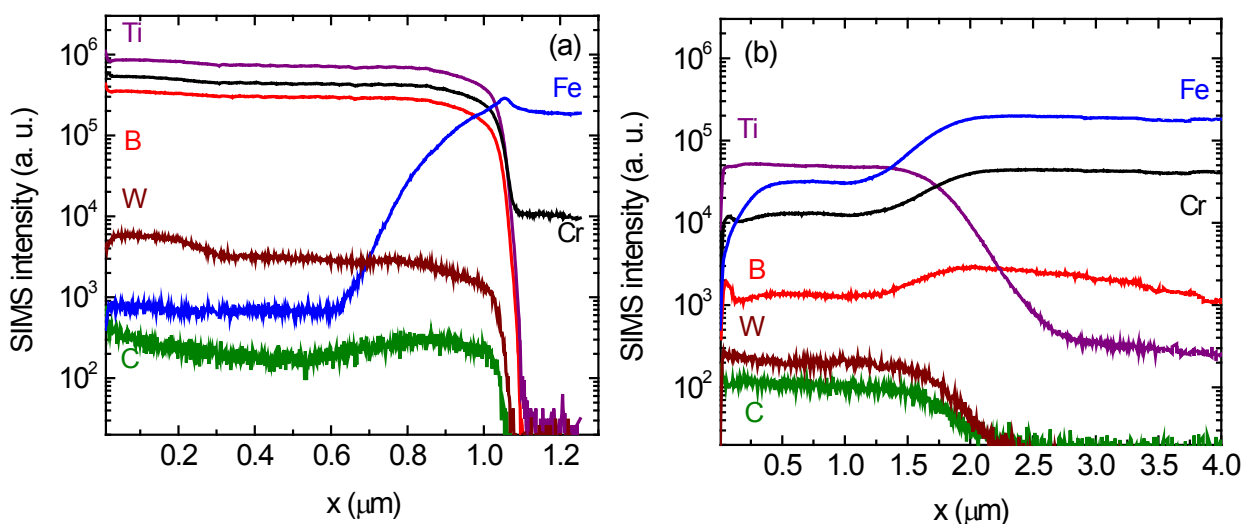 (a)
Ti
Fe
B
W
Cr
C
10⁶
10⁵
10⁴
10³
10²
SIMS intensity (a. u.)
0.2 0.4 0.6 0.8 1.0 1.2
x (μm)
(b)
Fe
Ti
Cr
B
W
C
10⁶
10⁵
10⁴
10³
10²
SIMS intensity (a. u.)
0.5 1.0 1.5 2.0 2.5 3.0 3.5 4.0
x (μm)